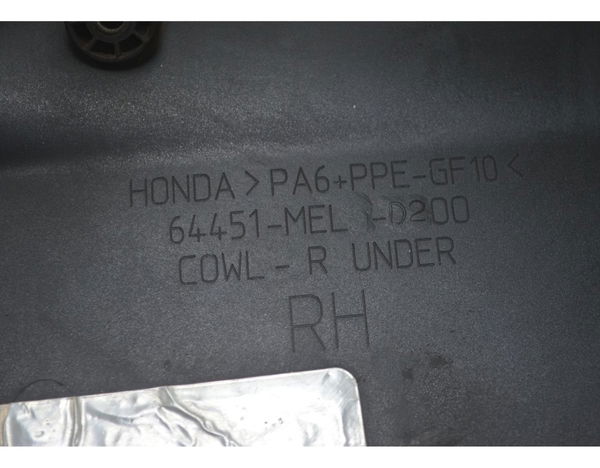 HONDA >PA6+PPE-GF10<
64451-MEL -D200
COWL - R UNDER
RH